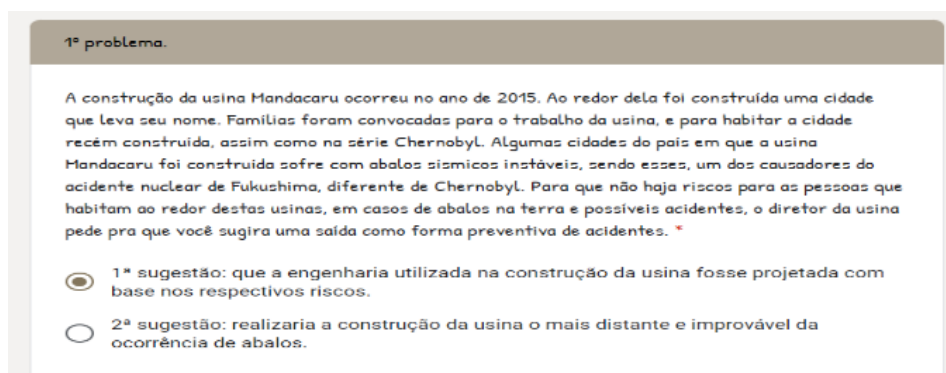 1º problema.
A construção da usina Mandacaru ocorreu no ano de 2015. Ao redor dela foi construída uma cidade
que leva seu nome. Famílias foram convocadas para o trabalho da usina, e para habitar a cidade
recém construída, assim como na série Chernobyl. Algumas cidades do país em que a usina
Mandacaru foi construída sofre com abalos sísmicos instáveis, sendo esses, um dos causadores do
acidente nuclear de Fukushima, diferente de Chernobyl. Para que não haja riscos para as pessoas que
habitam ao redor destas usinas, em casos de abalos na terra e possíveis acidentes, o diretor da usina
pede pra que você sugira uma saída como forma preventiva de acidentes. *
1ª sugestão: que a engenharia utilizada na construção da usina fosse projetada com
base nos respectivos riscos.
2ª sugestão: realizaria a construção da usina o mais distante e improvável da
ocorrência de abalos.